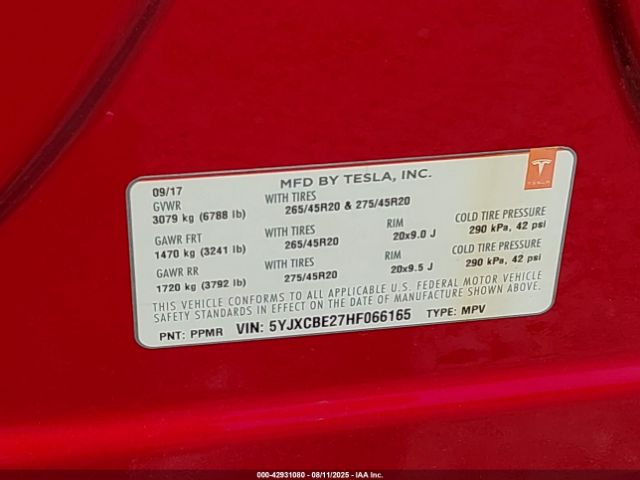 09/17 MFD BY TESLA, INC.
GVWR WITH TIRES
3079 kg (6788 lb) 265/45R20 & 275/45R20
GAWR FRT WITH TIRES RIM COLD TIRE PRESSURE
1470 kg (3241 lb) 265/45R20 20x9.0 J 290 kPa, 42 psi
GAWR RR WITH TIRES RIM COLD TIRE PRESSURE
1720 kg (3792 lb) 275/45R20 20x9.5 J 290 kPa, 42 psi
THIS VEHICLE CONFORMS TO ALL APPLICABLE U.S. FEDERAL MOTOR VEHICLE
SAFETY STANDARDS IN EFFECT ON THE DATE OF MANUFACTURE SHOWN ABOVE.
PNT: PPMR VIN: 5YJXCBE27HF066165 TYPE: MPV
TESLA
000-42931080 - 08/11/2025 - IAA Inc.